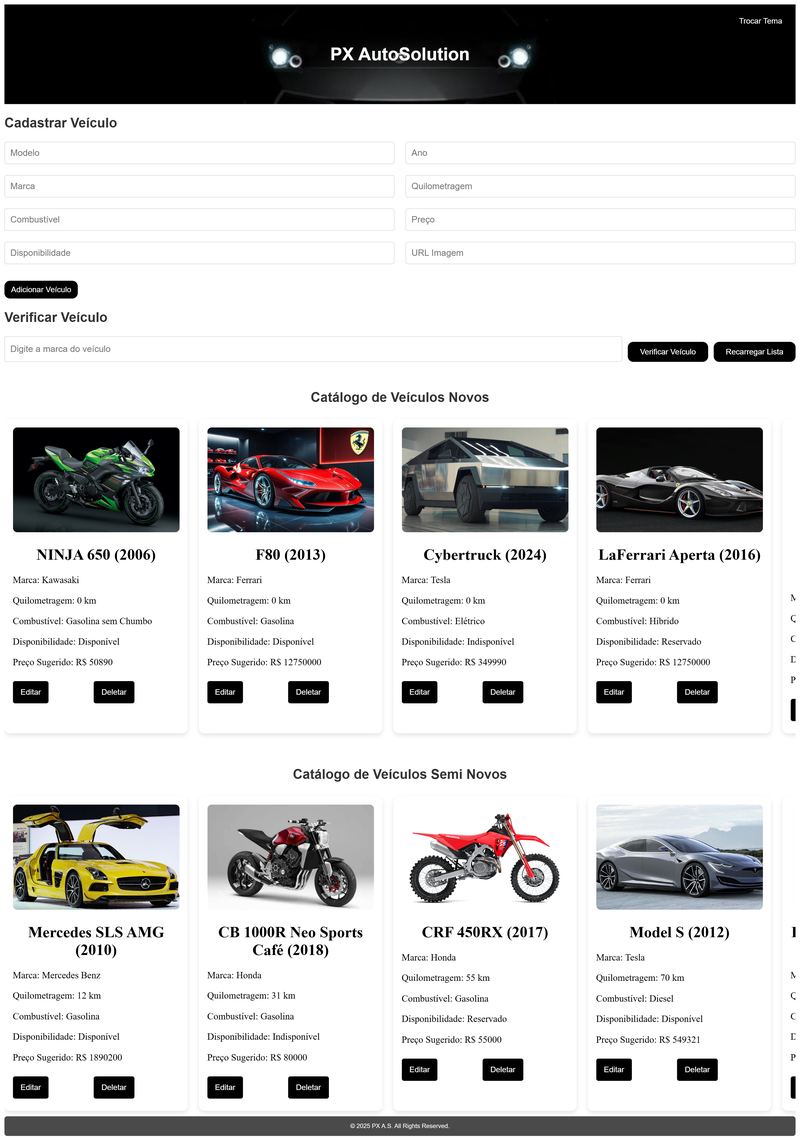 Trocar Tema
PX AutoSolution
Cadastrar Veículo
Modelo
Ano
Marca
Quilometragem
Combustível
Preço
Disponibilidade
URL Imagem
Adicionar Veículo
Verificar Veículo
Digite a marca do veículo
Verificar Veículo
Recarregar Lista
Catálogo de Veículos Novos
NINJA 650 (2006)
Marca: Kawasaki
Quilometragem: 0 km
Combustível: Gasolina sem Chumbo
Disponibilidade: Disponível
Preço Sugerido: R$ 50890
Editar
Deletar
F80 (2013)
Marca: Ferrari
Quilometragem: 0 km
Combustível: Gasolina
Disponibilidade: Disponível
Preço Sugerido: R$ 12750000
Editar
Deletar
Cybertruck (2024)
Marca: Tesla
Quilometragem: 0 km
Combustível: Elétrico
Disponibilidade: Indisponível
Preço Sugerido: R$ 349990
Editar
Deletar
LaFerrari Aperta (2016)
Marca: Ferrari
Quilometragem: 0 km
Combustível: Híbrido
Disponibilidade: Reservado
Preço Sugerido: R$ 12750000
Editar
Deletar
Catálogo de Veículos Semi Novos
Mercedes SLS AMG
(2010)
Marca: Mercedes Benz
Quilometragem: 12 km
Combustível: Gasolina
Disponibilidade: Disponível
Preço Sugerido: R$ 1890200
Editar
Deletar
CB 1000R Neo Sports
Café (2018)
Marca: Honda
Quilometragem: 31 km
Combustível: Gasolina
Disponibilidade: Indisponível
Preço Sugerido: R$ 80000
Editar
Deletar
CRF 450RX (2017)
Marca: Honda
Quilometragem: 55 km
Combustível: Gasolina
Disponibilidade: Reservado
Preço Sugerido: R$ 55000
Editar
Deletar
Model S (2012)
Marca: Tesla
Quilometragem: 70 km
Combustível: Diesel
Disponibilidade: Disponível
Preço Sugerido: R$ 549321
Editar
Deletar
© 2025 PX A.S. All Rights Reserved.